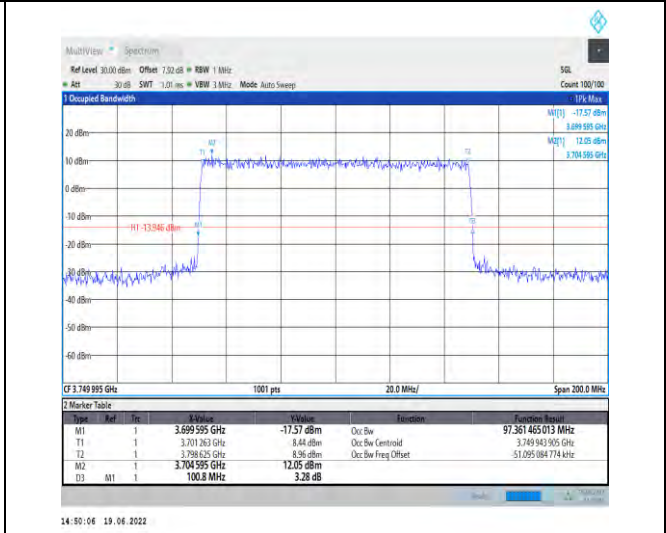 MultiView Spectrum
Ref Level 30.00 dBm Offset 7.92 dB RBW 1 MHz SGL
Att 30 dB SWT 1.01 ms VBW 3 MHz Mode Auto Sweep Count 100/100
1 Occupied Bandwidth 1Pk Max
M1[1] -17.57 dBm
3.699 595 GHz
M2[1] 12.05 dBm
3.704 595 GHz
20 dBm
M2
T1 T2
10 dBm
0 dBm
-10 dBm
H1 -13.946 dBm M1 D3
-20 dBm
-30 dBm
-40 dBm
-50 dBm
-60 dBm
CF 3.749 995 GHz 1001 pts 20.0 MHz/ Span 200.0 MHz
2 Marker Table
Type Ref Trc X-Value Y-Value Function Function Result
M1 1 3.699 595 GHz -17.57 dBm Occ Bw 97.361 465 013 MHz
T1 1 3.701 263 GHz 8.44 dBm Occ Bw Centroid 3.749 943 905 GHz
T2 1 3.798 625 GHz 8.96 dBm Occ Bw Freq Offset -51.095 084 774 kHz
M2 1 3.704 595 GHz 12.05 dBm
D3 M1 1 100.8 MHz 3.28 dB
Ready
14:50:06 19.06.2022